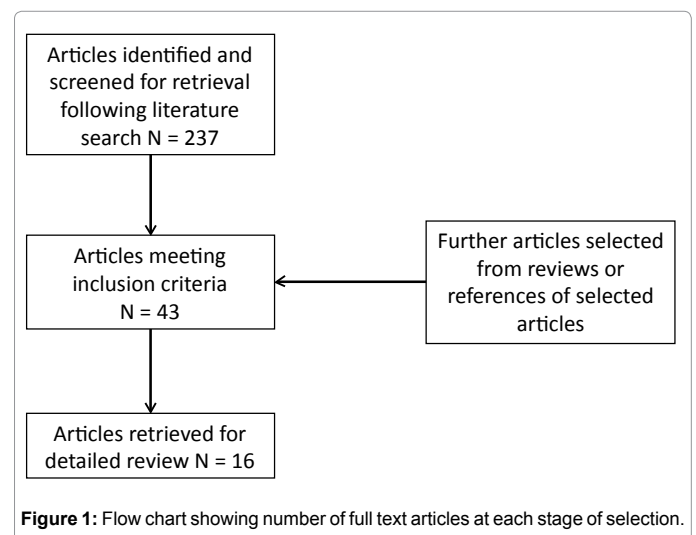 Articles identified and
screened for retrieval
following literature
search N = 237
Articles meeting
inclusion criteria
N = 43
Further articles selected
from reviews or
references of selected
articles
Articles retrieved for
detailed review N = 16
Figure 1: Flow chart showing number of full text articles at each stage of selection.